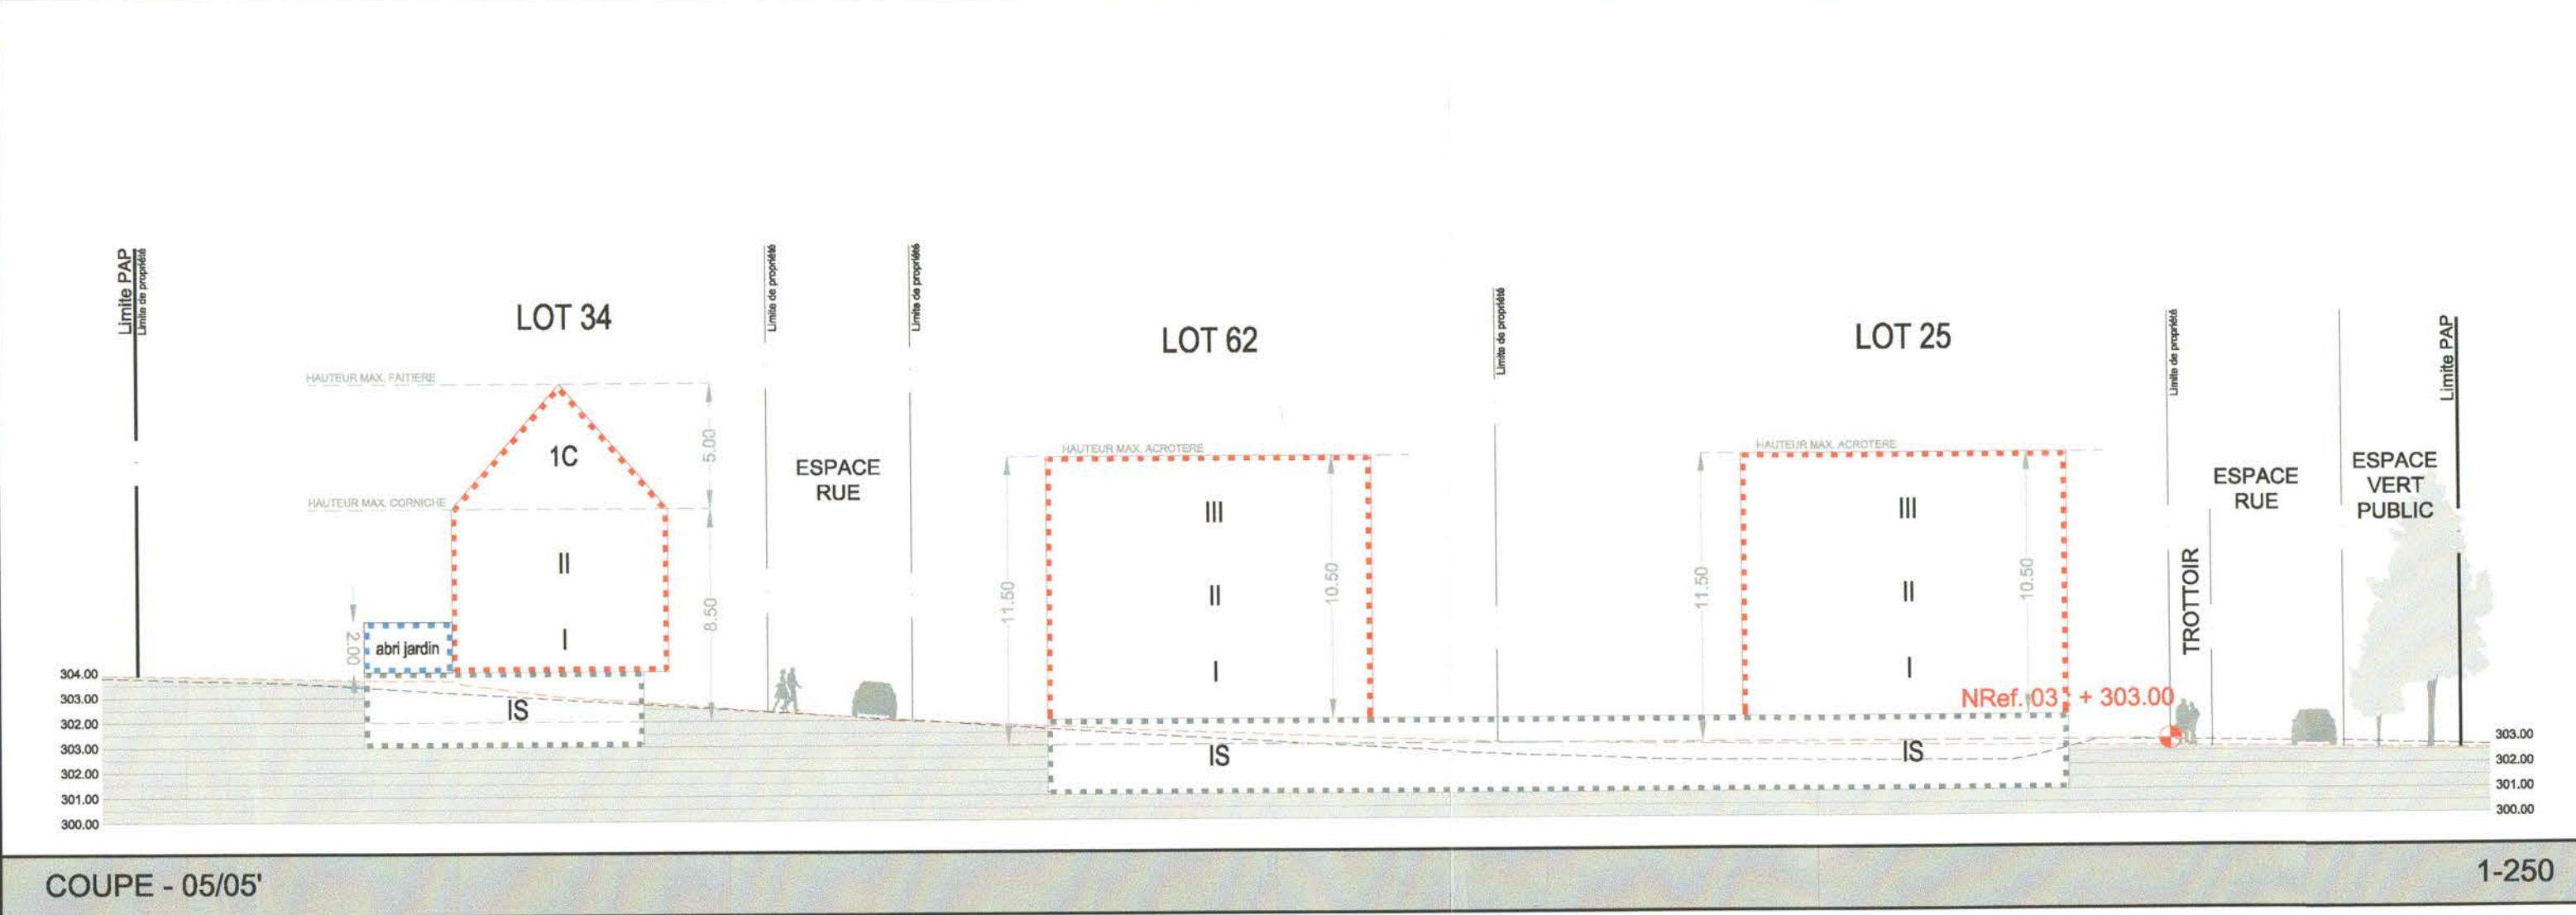 Limite PAP
Limite de propriété
Limite de propriété
Limite de propriété
Limite de propriété
Limite de propriété
Limite PAP
LOT 34
LOT 62
LOT 25
HAUTEUR MAX. FAITIERE
1C
5.00
HAUTEUR MAX. CORNICHE
II
8.50
I
2.00
abri jardin
IS
ESPACE
RUE
HAUTEUR MAX. ACROTERE
III
11.50
II
10.50
I
IS
HAUTEUR MAX. ACROTERE
III
11.50
II
10.50
I
IS
NRef. 03 : + 303.00
TROTTOIR
ESPACE
RUE
ESPACE
VERT
PUBLIC
304.00
303.00
302.00
303.00
302.00
301.00
300.00
303.00
302.00
301.00
300.00
COUPE - 05/05'
1-250